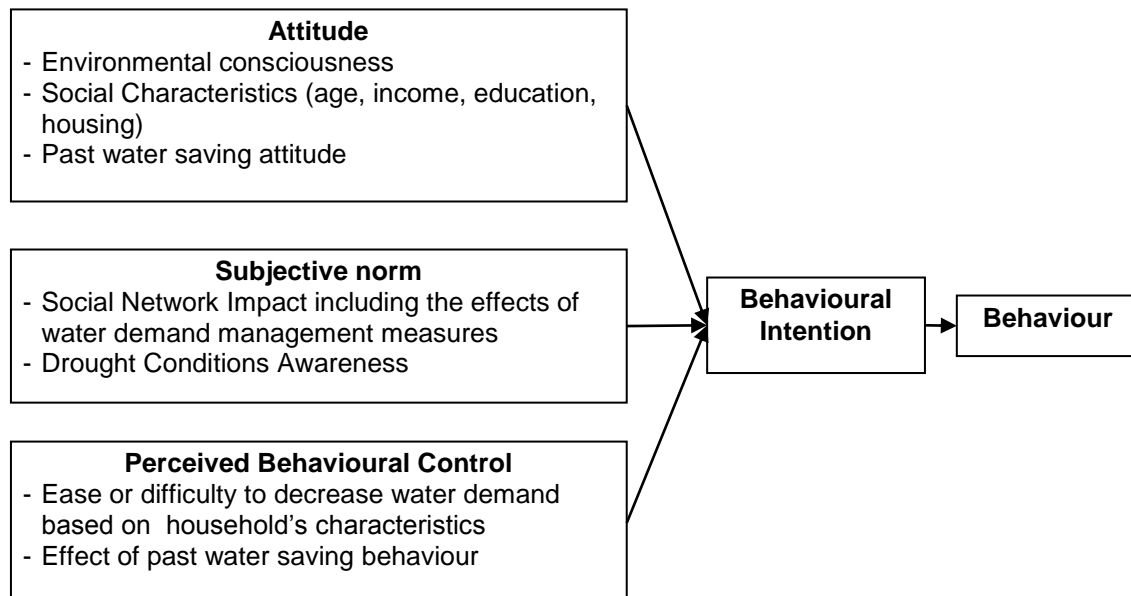 Attitude
- Environmental consciousness
- Social Characteristics (age, income, education,
housing)
- Past water saving attitude
Subjective norm
- Social Network Impact including the effects of
water demand management measures
- Drought Conditions Awareness
Perceived Behavioural Control
- Ease or difficulty to decrease water demand
based on household’s characteristics
- Effect of past water saving behaviour
Behavioural
Intention
Behaviour